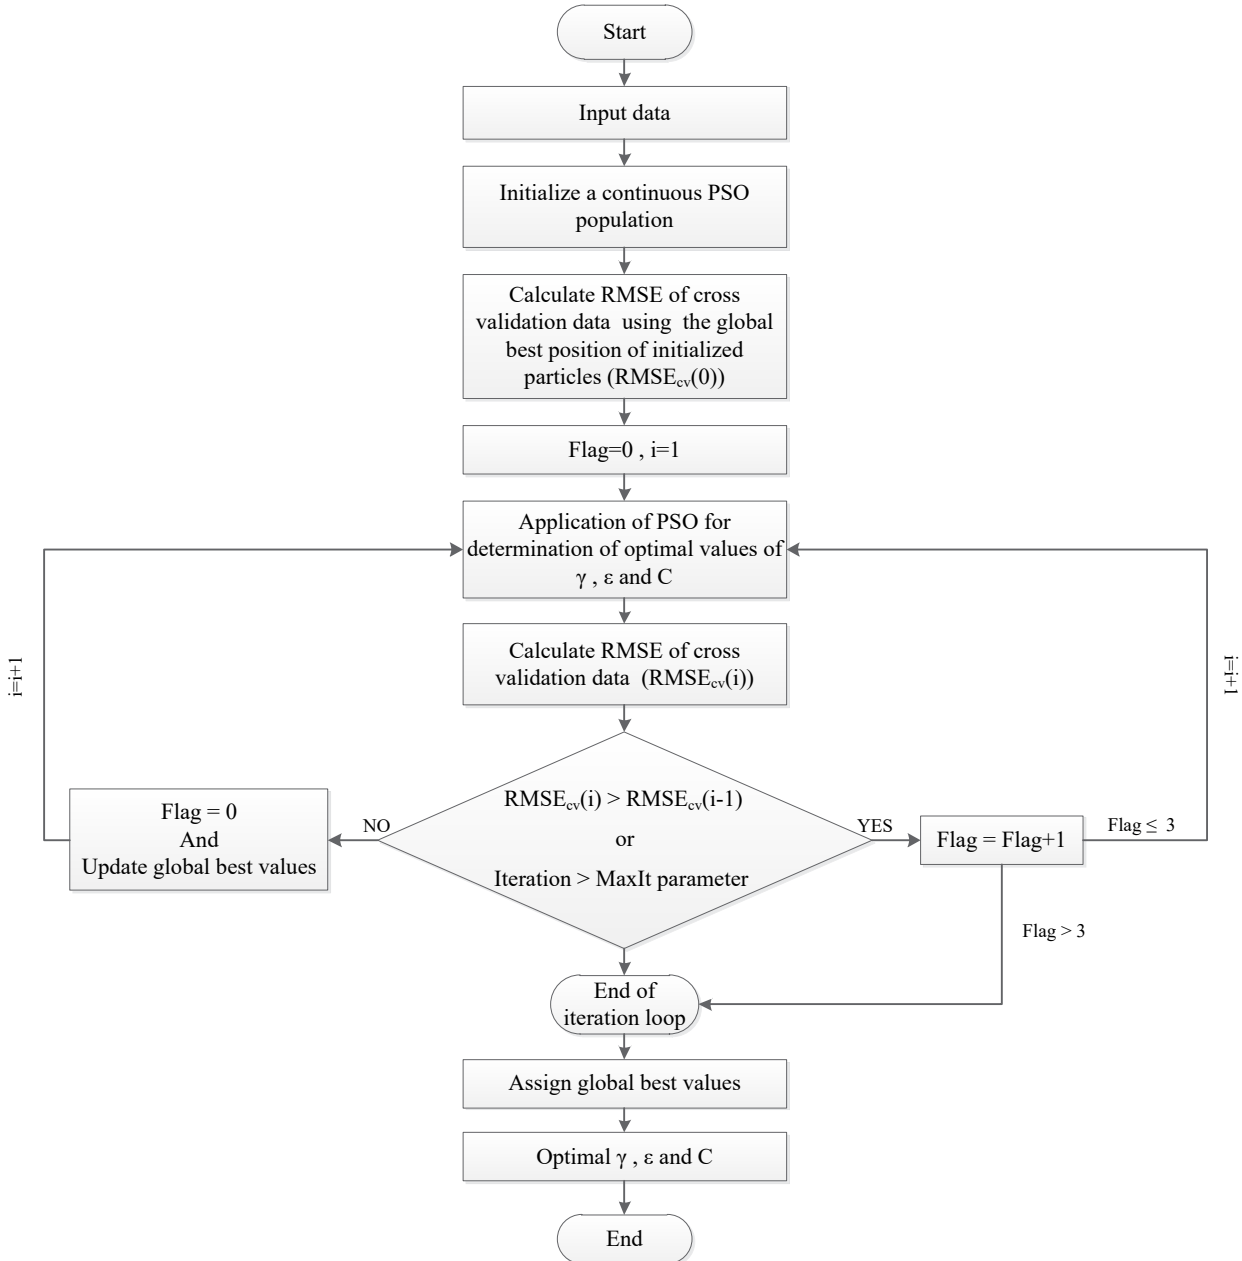 Start
Input data
Initialize a continuous PSO
population
Calculate RMSE of cross
validation data using the global
best position of initialized
particles (RMSEcv(0))
Flag=0 , i=1
Application of PSO for
determination of optimal values of
γ , ε and C
Calculate RMSE of cross
validation data (RMSEcv(i))
i=i+1
i=i+1
RMSEcv(i) > RMSEcv(i-1)
or
Iteration > MaxIt parameter
NO
Flag = 0
And
Update global best values
YES
Flag = Flag+1
Flag ≤ 3
Flag > 3
End of
iteration loop
Assign global best values
Optimal γ , ε and C
End